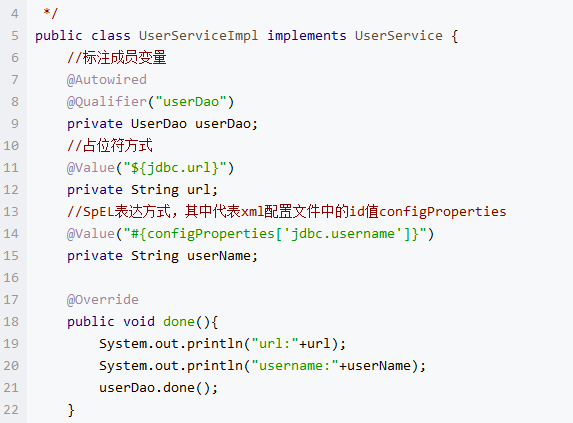 4 */
5 public class UserServiceImpl implements UserService {
6 //标注成员变量
7 @Autowired
8 @Qualifier("userDao")
9 private UserDao userDao;
10 //占位符方式
11 @Value("${jdbc.url}")
12 private String url;
13 //SpEL表达方式，其中代表xml配置文件中的id值configProperties
14 @Value("#{configProperties['jdbc.username']}")
15 private String userName;
16
17 @Override
18 public void done(){
19 System.out.println("url:"+url);
20 System.out.println("username:"+userName);
21 userDao.done();
22 }